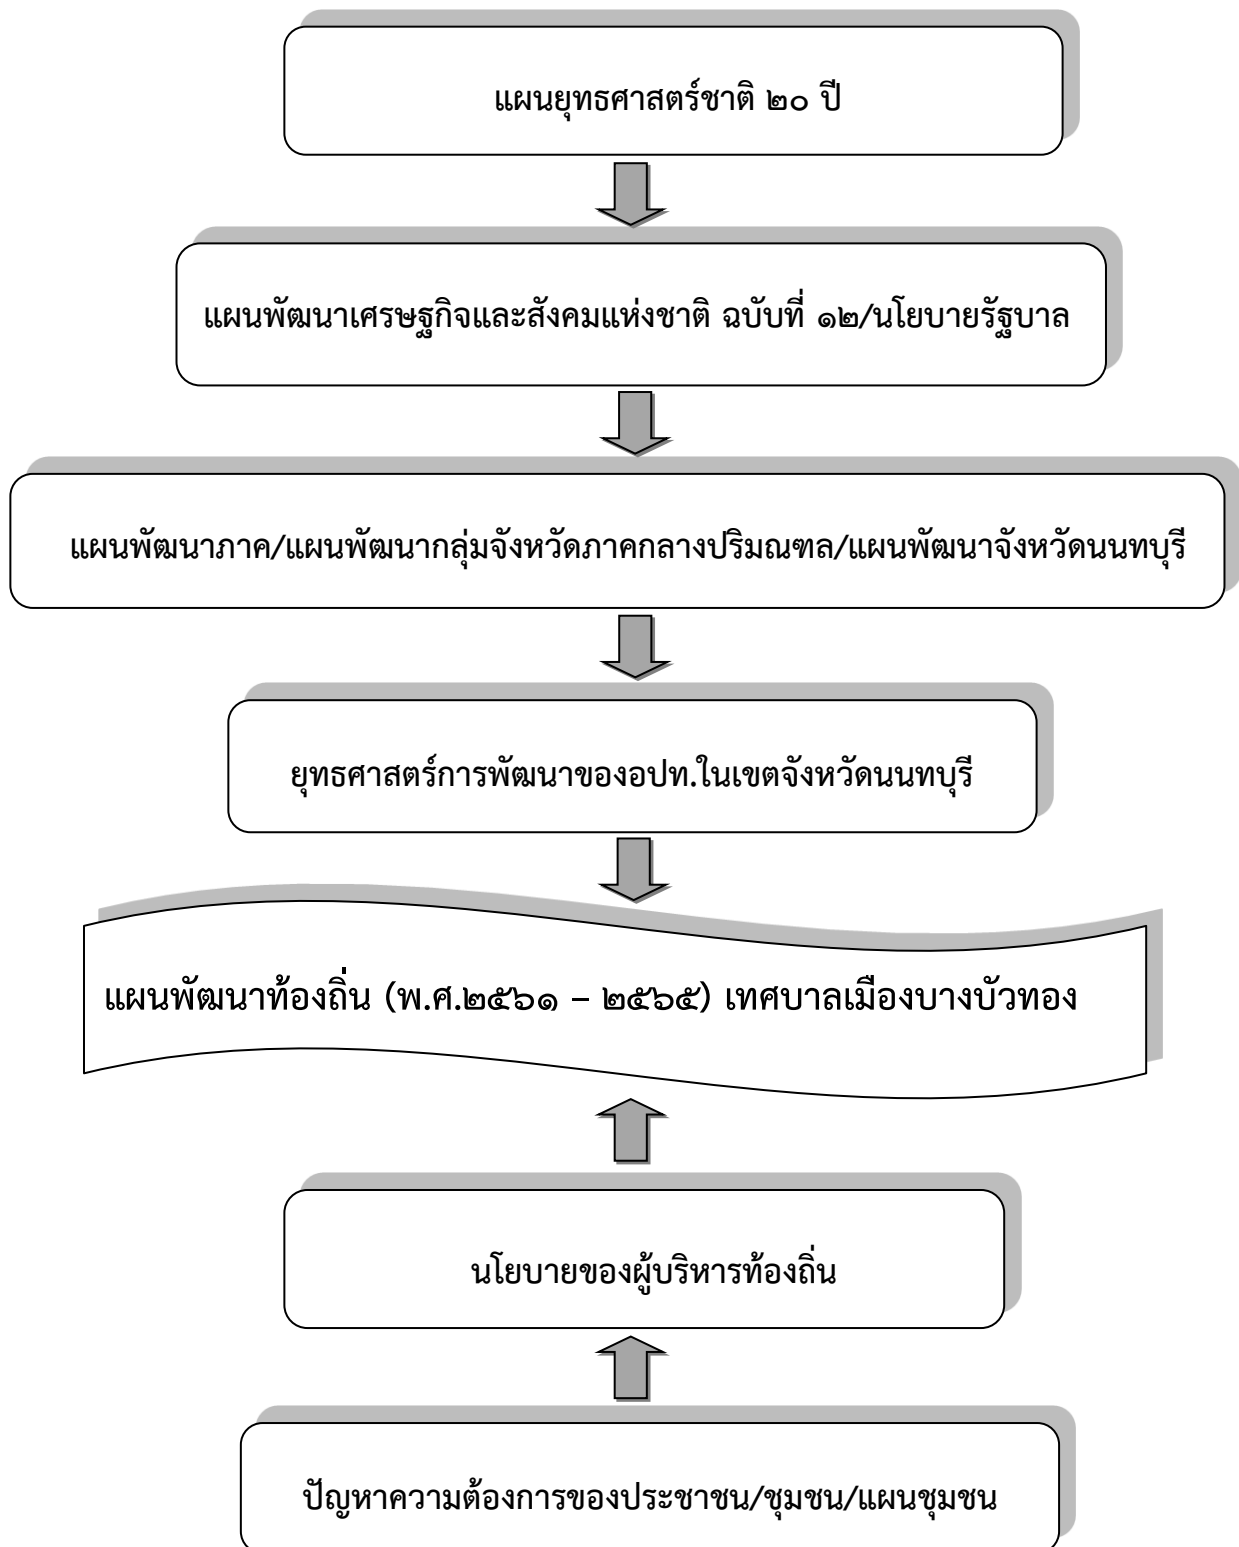 แผนยุทธศาสตร์ชาติ ๒๐ ปี
แผนพัฒนาเศรษฐกิจและสังคมแห่งชาติ ฉบับที่ ๑๒/นโยบายรัฐบาล
แผนพัฒนาภาค/แผนพัฒนากลุ่มจังหวัดภาคกลางปริมณฑล/แผนพัฒนาจังหวัดนนทบุรี
ยุทธศาสตร์การพัฒนาของอปท.ในเขตจังหวัดนนทบุรี
แผนพัฒนาท้องถิ่น (พ.ศ.๒๕๖๑ – ๒๕๖๕) เทศบาลเมืองบางบัวทอง
นโยบายของผู้บริหารท้องถิ่น
ปัญหาความต้องการของประชาชน/ชุมชน/แผนชุมชน